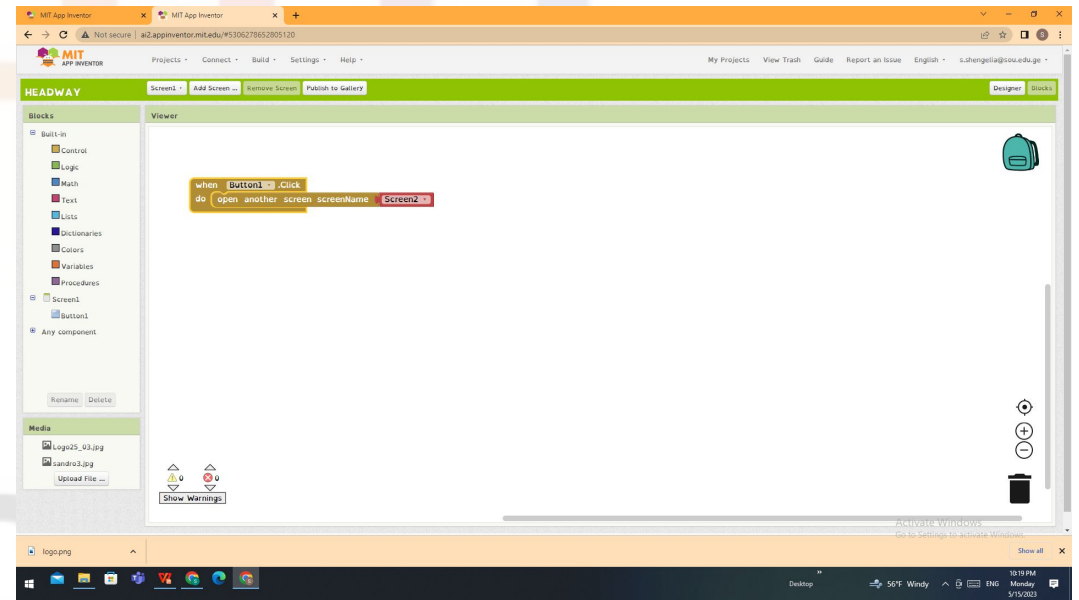 MIT App Inventor
MIT App Inventor
Not secure | ai2.appinventor.mit.edu/#5306278652805120
MIT
APP INVENTOR
Projects Connect Build Settings Help
My Projects View Trash Guide Report an Issue English s.shengelia@sou.edu.ge
HEADWAY
Screen1 Add Screen ... Remove Screen Publish to Gallery
Designer Blocks
Blocks
Built-in
Control
Logic
Math
Text
Lists
Dictionaries
Colors
Variables
Procedures
Screen1
Button1
Any component
Rename Delete
Media
Logo25_03.jpg
sandro3.jpg
Upload File ...
Viewer
when Button1 .Click
do open another screen screenName Screen2
0 0
Show Warnings
Activate Windows
Go to Settings to activate Windows.
logo.png
Show all
Desktop
56°F Windy
ENG
10:19 PM
Monday
5/15/2023